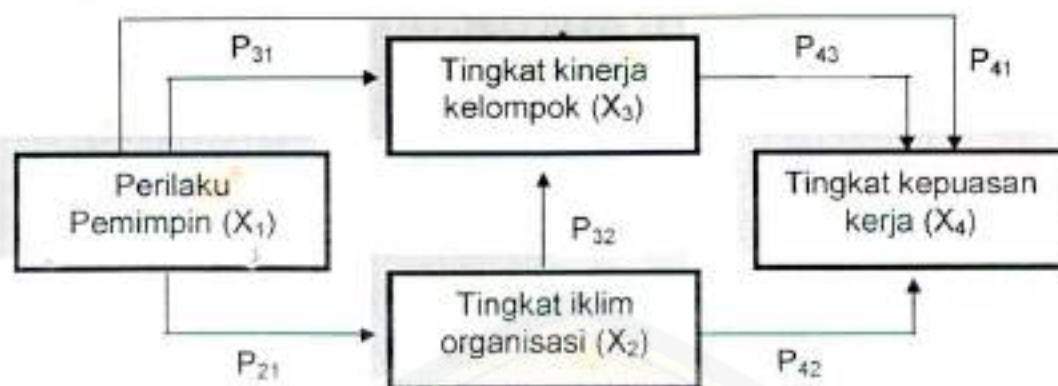 P₃₁
Tingkat kinerja
kelompok (X₃)
P₄₃
P₄₁
Perilaku
Pemimpin (X₁)
Tingkat kepuasan
kerja (X₄)
P₃₂
Tingkat iklim
organisasi (X₂)
P₂₁
P₄₂